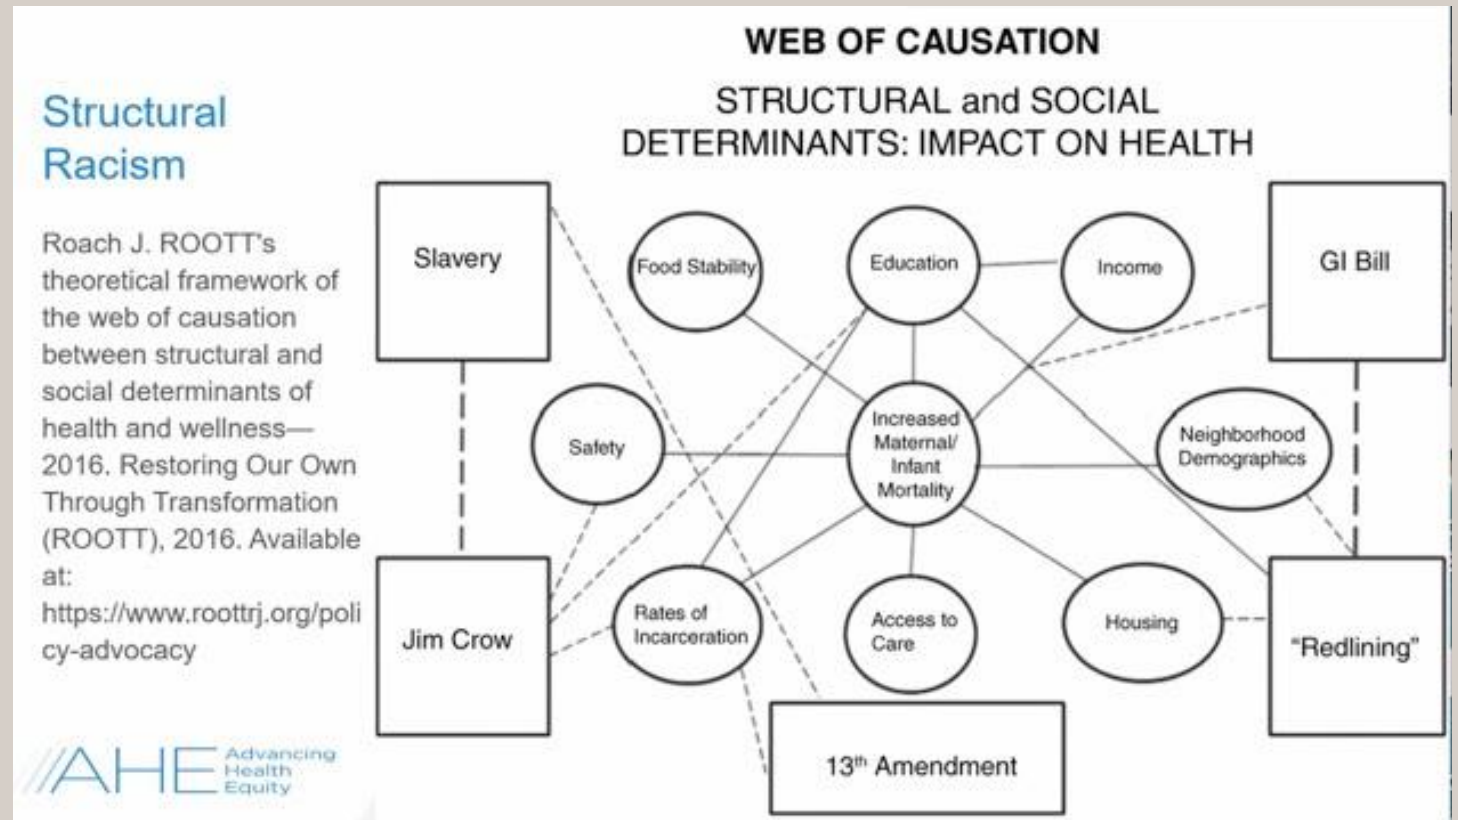 WEB OF CAUSATION
STRUCTURAL and SOCIAL
DETERMINANTS: IMPACT ON HEALTH
Structural
Racism
Roach J. ROOTT's
theoretical framework of
the web of causation
between structural and
social determinants of
health and wellness—
2016. Restoring Our Own
Through Transformation
(ROOTT), 2016. Available
at:
https://www.roottrj.org/poli
cy-advocacy
AHE
Advancing
Health
Equity
Slavery
Food Stability
Education
Income
GI Bill
Safety
Increased
Maternal/
Infant
Mortality
Neighborhood
Demographics
Jim Crow
Rates of
Incarceration
Access to
Care
Housing
“Redlining”
13th Amendment